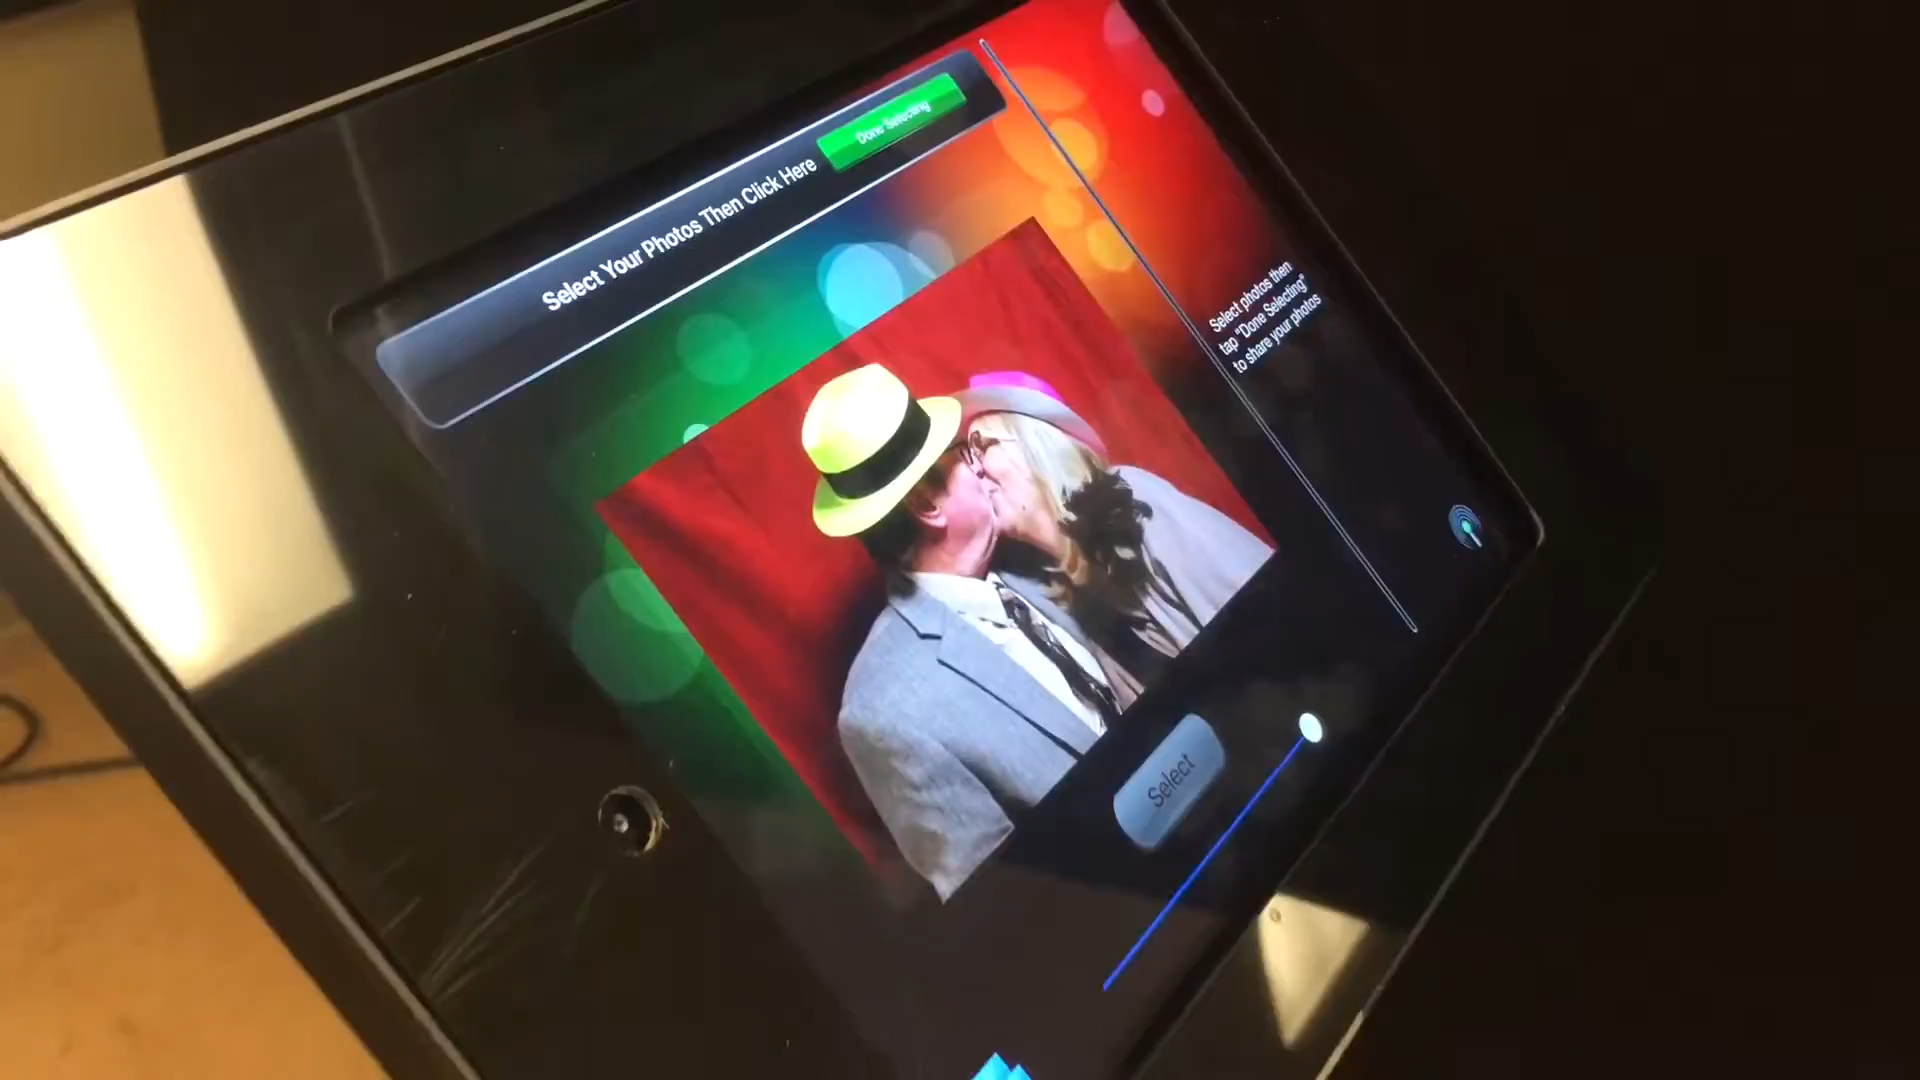 Select Your Photos Then Click Here
Done Selecting
Select photos then
tap "Done Selecting"
to share your photos
Select